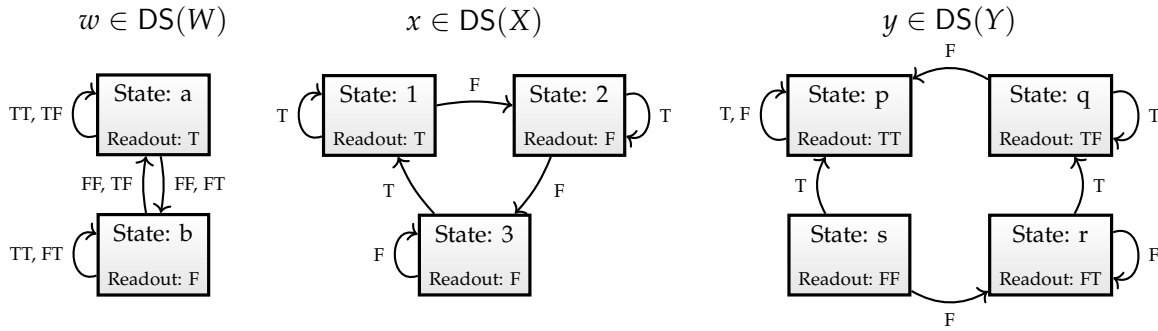 w ∈ DS(W)
x ∈ DS(X)
y ∈ DS(Y)
State: a
Readout: T
TT, TF
FF, TF
FF, FT
State: b
Readout: F
TT, FT
State: 1
Readout: T
T
F
State: 2
Readout: F
T
T
F
State: 3
Readout: F
F
F
State: p
Readout: TT
T, F
State: q
Readout: TF
T
T
T
State: s
Readout: FF
State: r
Readout: FT
F
F